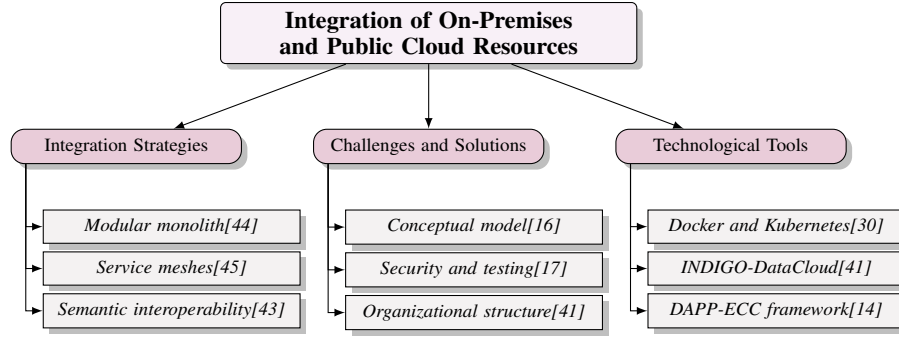 Integration of On-Premises
and Public Cloud Resources
Integration Strategies
Challenges and Solutions
Technological Tools
Modular monolith[44]
Conceptual model[16]
Docker and Kubernetes[30]
Service meshes[45]
Security and testing[17]
INDIGO-DataCloud[41]
Semantic interoperability[43]
Organizational structure[41]
DAPP-ECC framework[14]